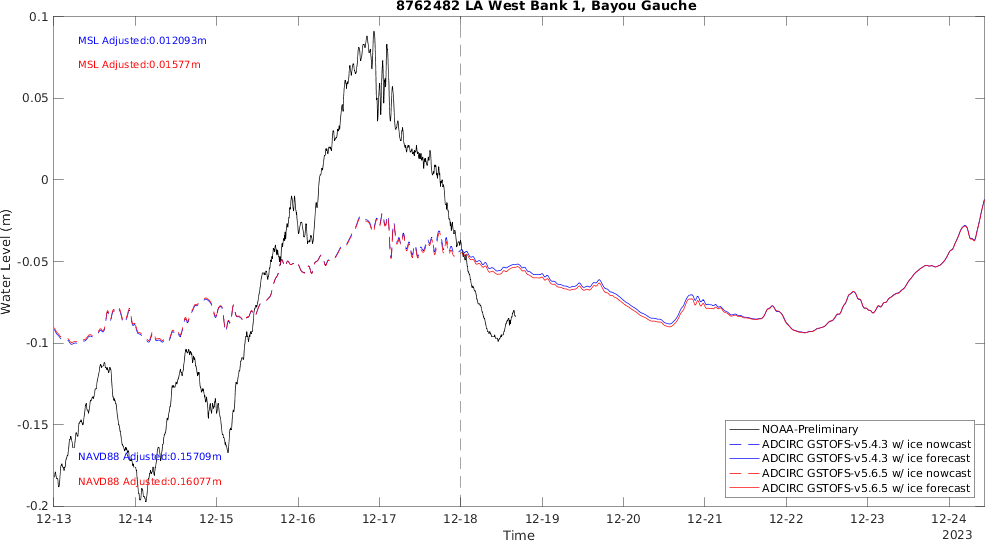 8762482 LA West Bank 1, Bayou Gauche
0.1
MSL Adjusted:0.012093m
MSL Adjusted:0.01577m
0.05
0
-0.05
-0.1
-0.15
-0.2
Water Level (m)
NAVD88 Adjusted:0.15709m
NAVD88 Adjusted:0.16077m
NOAA-Preliminary
ADCIRC GSTOFS-v5.4.3 w/ ice nowcast
ADCIRC GSTOFS-v5.4.3 w/ ice forecast
ADCIRC GSTOFS-v5.6.5 w/ ice nowcast
ADCIRC GSTOFS-v5.6.5 w/ ice forecast
12-13 12-14 12-15 12-16 12-17 12-18 12-19 12-20 12-21 12-22 12-23 12-24
Time
2023